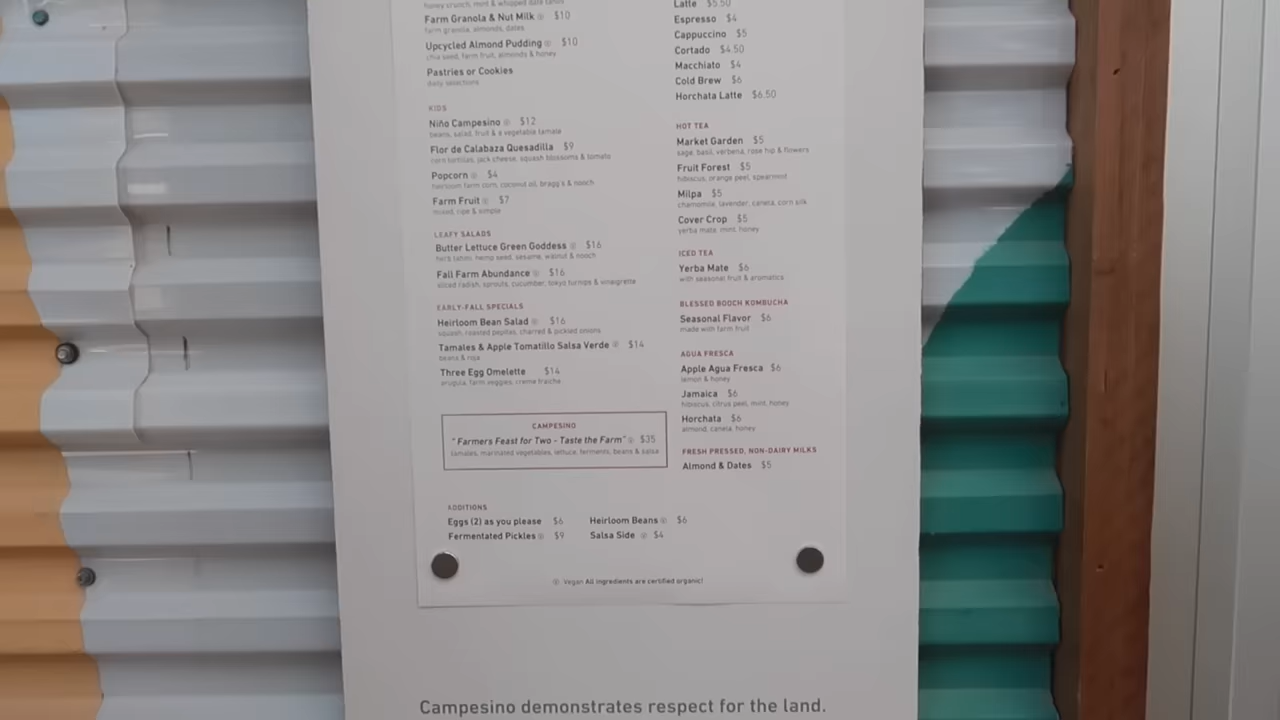 honey crunch, mint & whipped date tahini
Farm Granola & Nut Milk Ⓥ $10
farm granola, almonds, dates
Upcycled Almond Pudding Ⓥ $10
chia seed, farm fruit, almonds & honey
Pastries or Cookies
daily selections
KIDS
Niño Campesino Ⓥ $12
beans, salad, fruit & a vegetable tamale
Flor de Calabaza Quesadilla $9
corn tortillas, jack cheese, squash blossoms & tomato
Popcorn Ⓥ $4
heirloom farm corn, coconut oil, bragg's & nooch
Farm Fruit Ⓥ $7
mixed, ripe & simple
LEAFY SALADS
Butter Lettuce Green Goddess Ⓥ $16
herb tahini, hemp seed, sesame, walnut & nooch
Fall Farm Abundance Ⓥ $16
sliced radish, sprouts, cucumber, tokyo turnips & vinaigrette
EARLY-FALL SPECIALS
Heirloom Bean Salad Ⓥ $16
squash, roasted pepitas, charred & pickled onions
Tamales & Apple Tomatillo Salsa Verde Ⓥ $14
beans & roja
Three Egg Omelette $14
arugula, farm veggies, creme fraiche
CAMPESINO
"Farmers Feast for Two - Taste the Farm" Ⓥ $35
tamales, marinated vegetables, lettuce, ferments, beans & salsa
ADDITIONS
Eggs (2) as you please $6
Fermentated Pickles Ⓥ $9
Heirloom Beans Ⓥ $6
Salsa Side Ⓥ $4
Latte $5.50
Espresso $4
Cappuccino $5
Cortado $4.50
Macchiato $4
Cold Brew $6
Horchata Latte $6.50
HOT TEA
Market Garden $5
sage, basil, verbena, rose hip & flowers
Fruit Forest $5
hibiscus, orange peel, spearmint
Milpa $5
chamomile, lavender, canela, corn silk
Cover Crop $5
yerba mate, mint, honey
ICED TEA
Yerba Mate $6
with seasonal fruit & aromatics
BLESSED BOOCH KOMBUCHA
Seasonal Flavor $6
made with farm fruit
AGUA FRESCA
Apple Agua Fresca $6
lemon & honey
Jamaica $6
hibiscus, citrus peel, mint, honey
Horchata $6
almond, canela, honey
FRESH PRESSED, NON-DAIRY MILKS
Almond & Dates $5
Ⓥ Vegan All ingredients are certified organic!
Campesino demonstrates respect for the land.